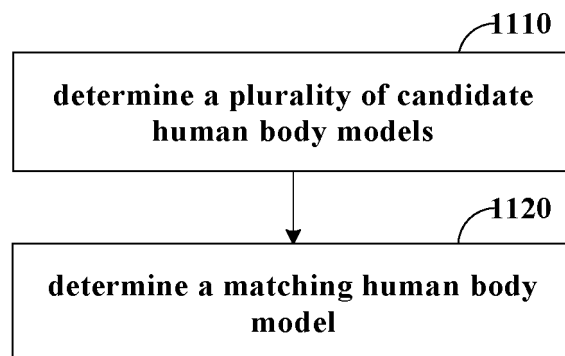 1110
determine a plurality of candidate
human body models
1120
determine a matching human body
model